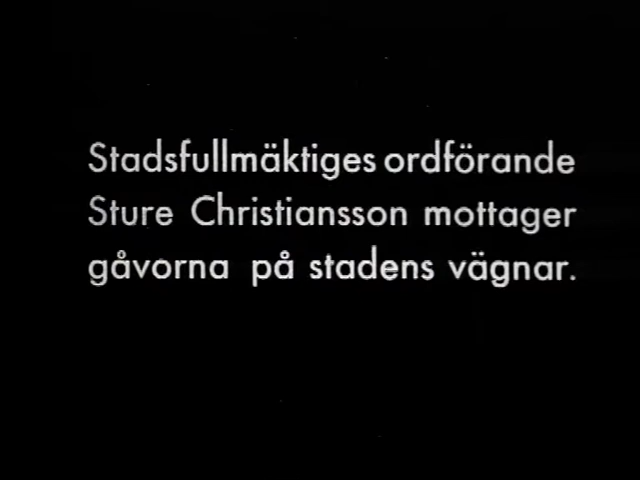 Stadsfullmäktiges ordförande
Sture Christiansson mottager
gåvorna på stadens vägnar.